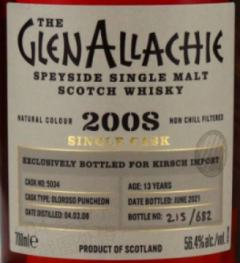 THE
GLENALLACHIE
SPEYSIDE SINGLE MALT
SCOTCH WHISKY
NATURAL COLOUR 2008 NON CHILL FILTERED
SINGLE CASK
EXCLUSIVELY BOTTLED FOR KIRSCH IMPORT
CASK NO: 5034 AGE: 13 YEARS
CASK TYPE: OLOROSO PUNCHEON DATE BOTTLED: JUNE 2021
DATE DISTILLED: 04.03.08 BOTTLE NO: 215/682
700ml e PRODUCT OF SCOTLAND 56.4% alc/vol